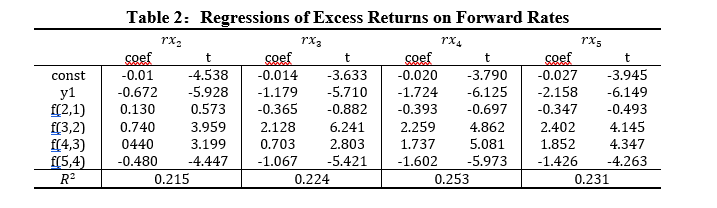 Table 2：Regressions of Excess Returns on Forward Rates
rx₂ rx₃ rx₄ rx₅
coef t coef t coef t coef t
const -0.01 -4.538 -0.014 -3.633 -0.020 -3.790 -0.027 -3.945
y1 -0.672 -5.928 -1.179 -5.710 -1.724 -6.125 -2.158 -6.149
f(2,1) 0.130 0.573 -0.365 -0.882 -0.393 -0.697 -0.347 -0.493
f(3,2) 0.740 3.959 2.128 6.241 2.259 4.862 2.402 4.145
f(4,3) 0440 3.199 0.703 2.803 1.737 5.081 1.852 4.347
f(5,4) -0.480 -4.447 -1.067 -5.421 -1.602 -5.973 -1.426 -4.263
R² 0.215 0.224 0.253 0.231